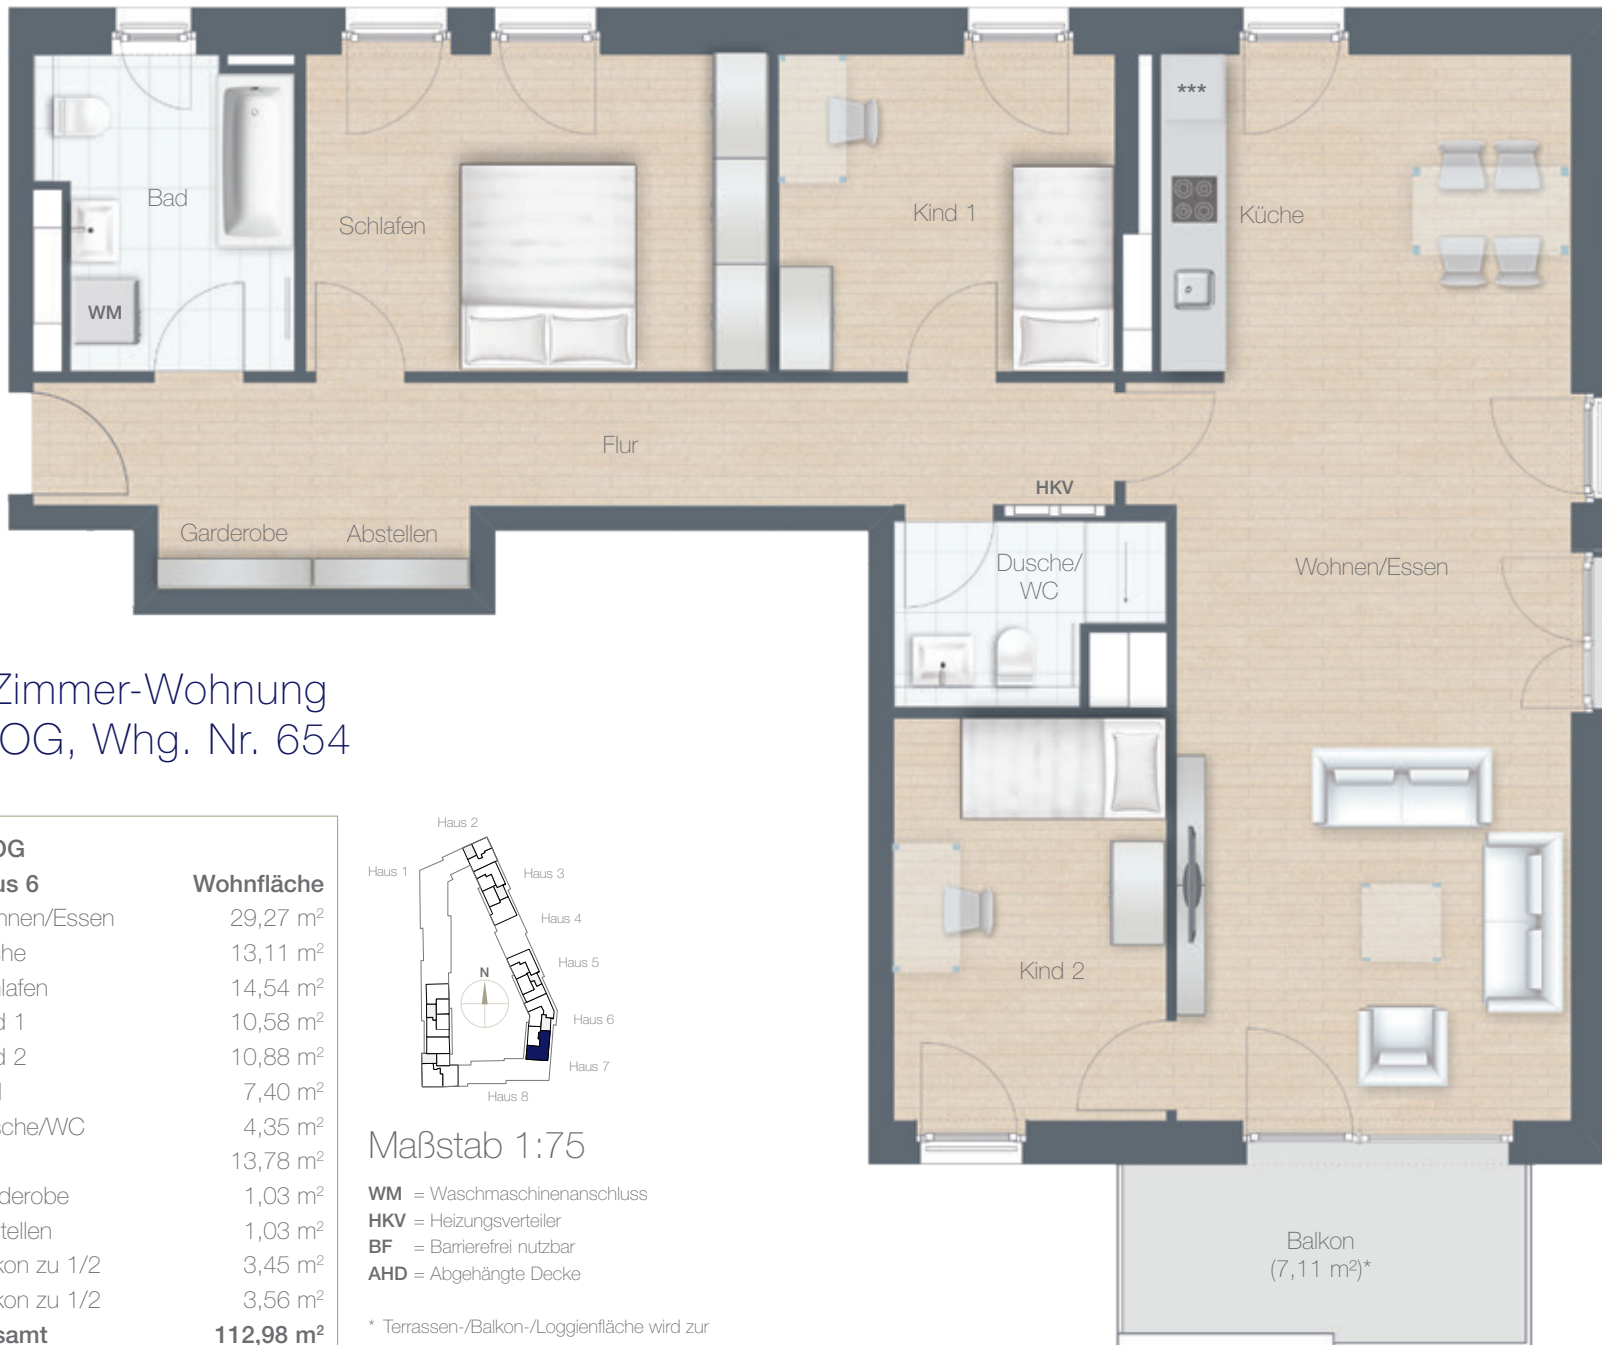 Bad
WM
Schlafen
Kind 1
***
Küche
Flur
HKV
Garderobe
Abstellen
Dusche/
WC
Wohnen/Essen
Kind 2
Balkon
(7,11 m²)*
Zimmer-Wohnung
OG, Whg. Nr. 654
OG
us 6 Wohnfläche
hnen/Essen 29,27 m²
che 13,11 m²
lafen 14,54 m²
d 1 10,58 m²
d 2 10,88 m²
7,40 m²
sche/WC 4,35 m²
13,78 m²
derobe 1,03 m²
tellen 1,03 m²
kon zu 1/2 3,45 m²
kon zu 1/2 3,56 m²
samt 112,98 m²
Haus 2
Haus 1
Haus 3
Haus 4
Haus 5
N
Haus 6
Haus 7
Haus 8
Maßstab 1:75
WM = Waschmaschinenanschluss
HKV = Heizungsverteiler
BF = Barrierefrei nutzbar
AHD = Abgehängte Decke
* Terrassen-/Balkon-/Loggienfläche wird zur